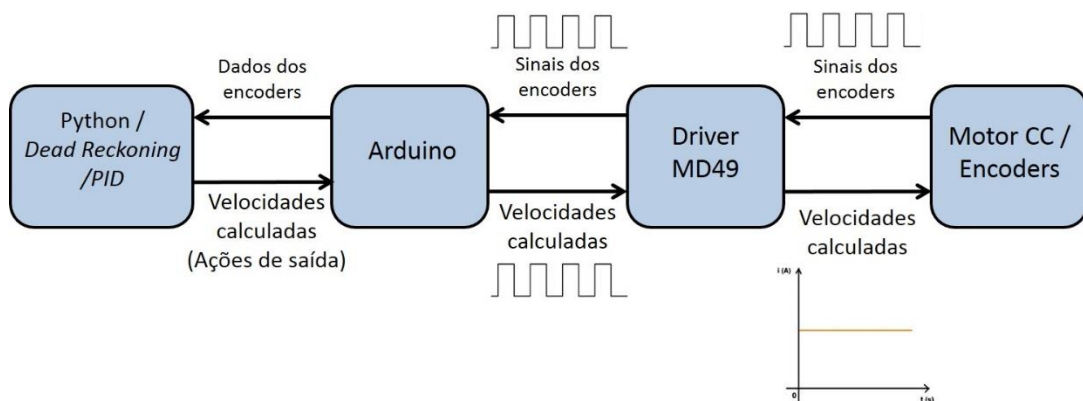 Dados dos
encoders
Sinais dos
encoders
Sinais dos
encoders
Python /
Dead Reckoning
/PID
Arduino
Driver
MD49
Motor CC /
Encoders
Velocidades
calculadas
(Ações de saída)
Velocidades
calculadas
Velocidades
calculadas
i (A)
0
t (s)